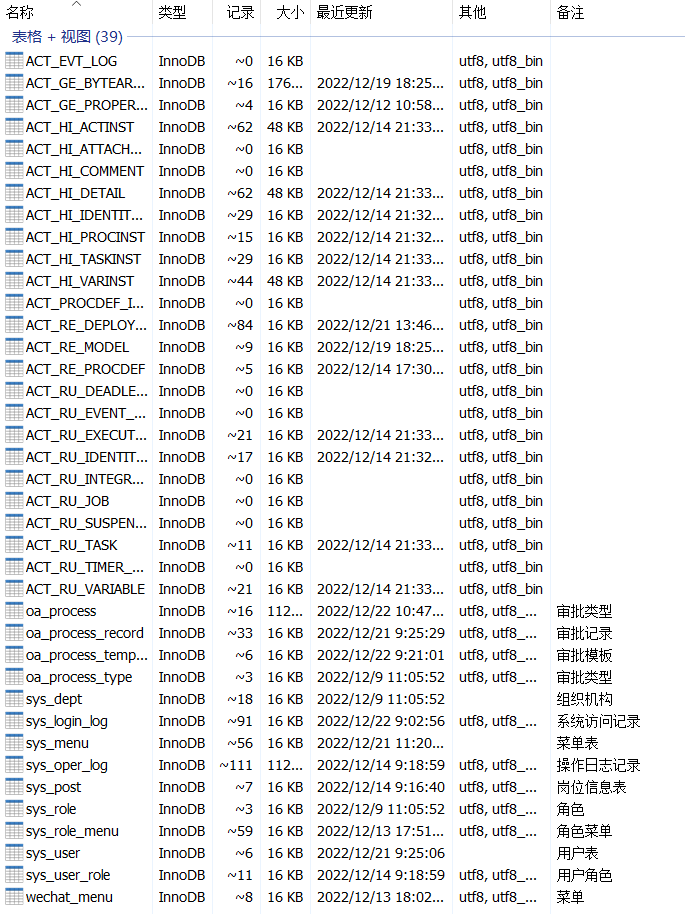 名称 类型 记录 大小 最近更新 其他 备注
表格 + 视图 (39)
ACT_EVT_LOG InnoDB ~0 16 KB utf8, utf8_bin
ACT_GE_BYTEAR... InnoDB ~16 176... 2022/12/19 18:25... utf8, utf8_bin
ACT_GE_PROPER... InnoDB ~4 16 KB 2022/12/12 10:58... utf8, utf8_bin
ACT_HI_ACTINST InnoDB ~62 48 KB 2022/12/14 21:33... utf8, utf8_bin
ACT_HI_ATTACH... InnoDB ~0 16 KB utf8, utf8_bin
ACT_HI_COMMENT InnoDB ~0 16 KB utf8, utf8_bin
ACT_HI_DETAIL InnoDB ~62 48 KB 2022/12/14 21:33... utf8, utf8_bin
ACT_HI_IDENTIT... InnoDB ~29 16 KB 2022/12/14 21:32... utf8, utf8_bin
ACT_HI_PROCINST InnoDB ~15 16 KB 2022/12/14 21:32... utf8, utf8_bin
ACT_HI_TASKINST InnoDB ~29 16 KB 2022/12/14 21:33... utf8, utf8_bin
ACT_HI_VARINST InnoDB ~44 48 KB 2022/12/14 21:33... utf8, utf8_bin
ACT_PROCDEF_I... InnoDB ~0 16 KB utf8, utf8_bin
ACT_RE_DEPLOY... InnoDB ~84 16 KB 2022/12/21 13:46... utf8, utf8_bin
ACT_RE_MODEL InnoDB ~9 16 KB 2022/12/19 18:25... utf8, utf8_bin
ACT_RE_PROCDEF InnoDB ~5 16 KB 2022/12/14 17:30... utf8, utf8_bin
ACT_RU_DEADLE... InnoDB ~0 16 KB utf8, utf8_bin
ACT_RU_EVENT_... InnoDB ~0 16 KB utf8, utf8_bin
ACT_RU_EXECUT... InnoDB ~21 16 KB 2022/12/14 21:33... utf8, utf8_bin
ACT_RU_IDENTIT... InnoDB ~17 16 KB 2022/12/14 21:32... utf8, utf8_bin
ACT_RU_INTEGR... InnoDB ~0 16 KB utf8, utf8_bin
ACT_RU_JOB InnoDB ~0 16 KB utf8, utf8_bin
ACT_RU_SUSPEN... InnoDB ~0 16 KB utf8, utf8_bin
ACT_RU_TASK InnoDB ~11 16 KB 2022/12/14 21:33... utf8, utf8_bin
ACT_RU_TIMER_... InnoDB ~0 16 KB utf8, utf8_bin
ACT_RU_VARIABLE InnoDB ~21 16 KB 2022/12/14 21:33... utf8, utf8_bin
oa_process InnoDB ~16 112... 2022/12/22 10:47... utf8, utf8_... 审批类型
oa_process_record InnoDB ~33 16 KB 2022/12/21 9:25:29 utf8, utf8_... 审批记录
oa_process_temp... InnoDB ~6 16 KB 2022/12/22 9:21:01 utf8, utf8_... 审批模板
oa_process_type InnoDB ~3 16 KB 2022/12/9 11:05:52 utf8, utf8_... 审批类型
sys_dept InnoDB ~18 16 KB 2022/12/9 11:05:52 组织机构
sys_login_log InnoDB ~91 16 KB 2022/12/22 9:02:56 utf8, utf8_... 系统访问记录
sys_menu InnoDB ~56 16 KB 2022/12/21 11:20... 菜单表
sys_oper_log InnoDB ~111 112... 2022/12/14 9:18:59 utf8, utf8_... 操作日志记录
sys_post InnoDB ~7 16 KB 2022/12/14 9:16:40 utf8, utf8_... 岗位信息表
sys_role InnoDB ~3 16 KB 2022/12/9 11:05:52 utf8, utf8_... 角色
sys_role_menu InnoDB ~59 16 KB 2022/12/13 17:51... utf8, utf8_... 角色菜单
sys_user InnoDB ~6 16 KB 2022/12/21 9:25:06 用户表
sys_user_role InnoDB ~11 16 KB 2022/12/14 9:18:59 utf8, utf8_... 用户角色
wechat_menu InnoDB ~8 16 KB 2022/12/13 18:02... utf8, utf8_... 菜单